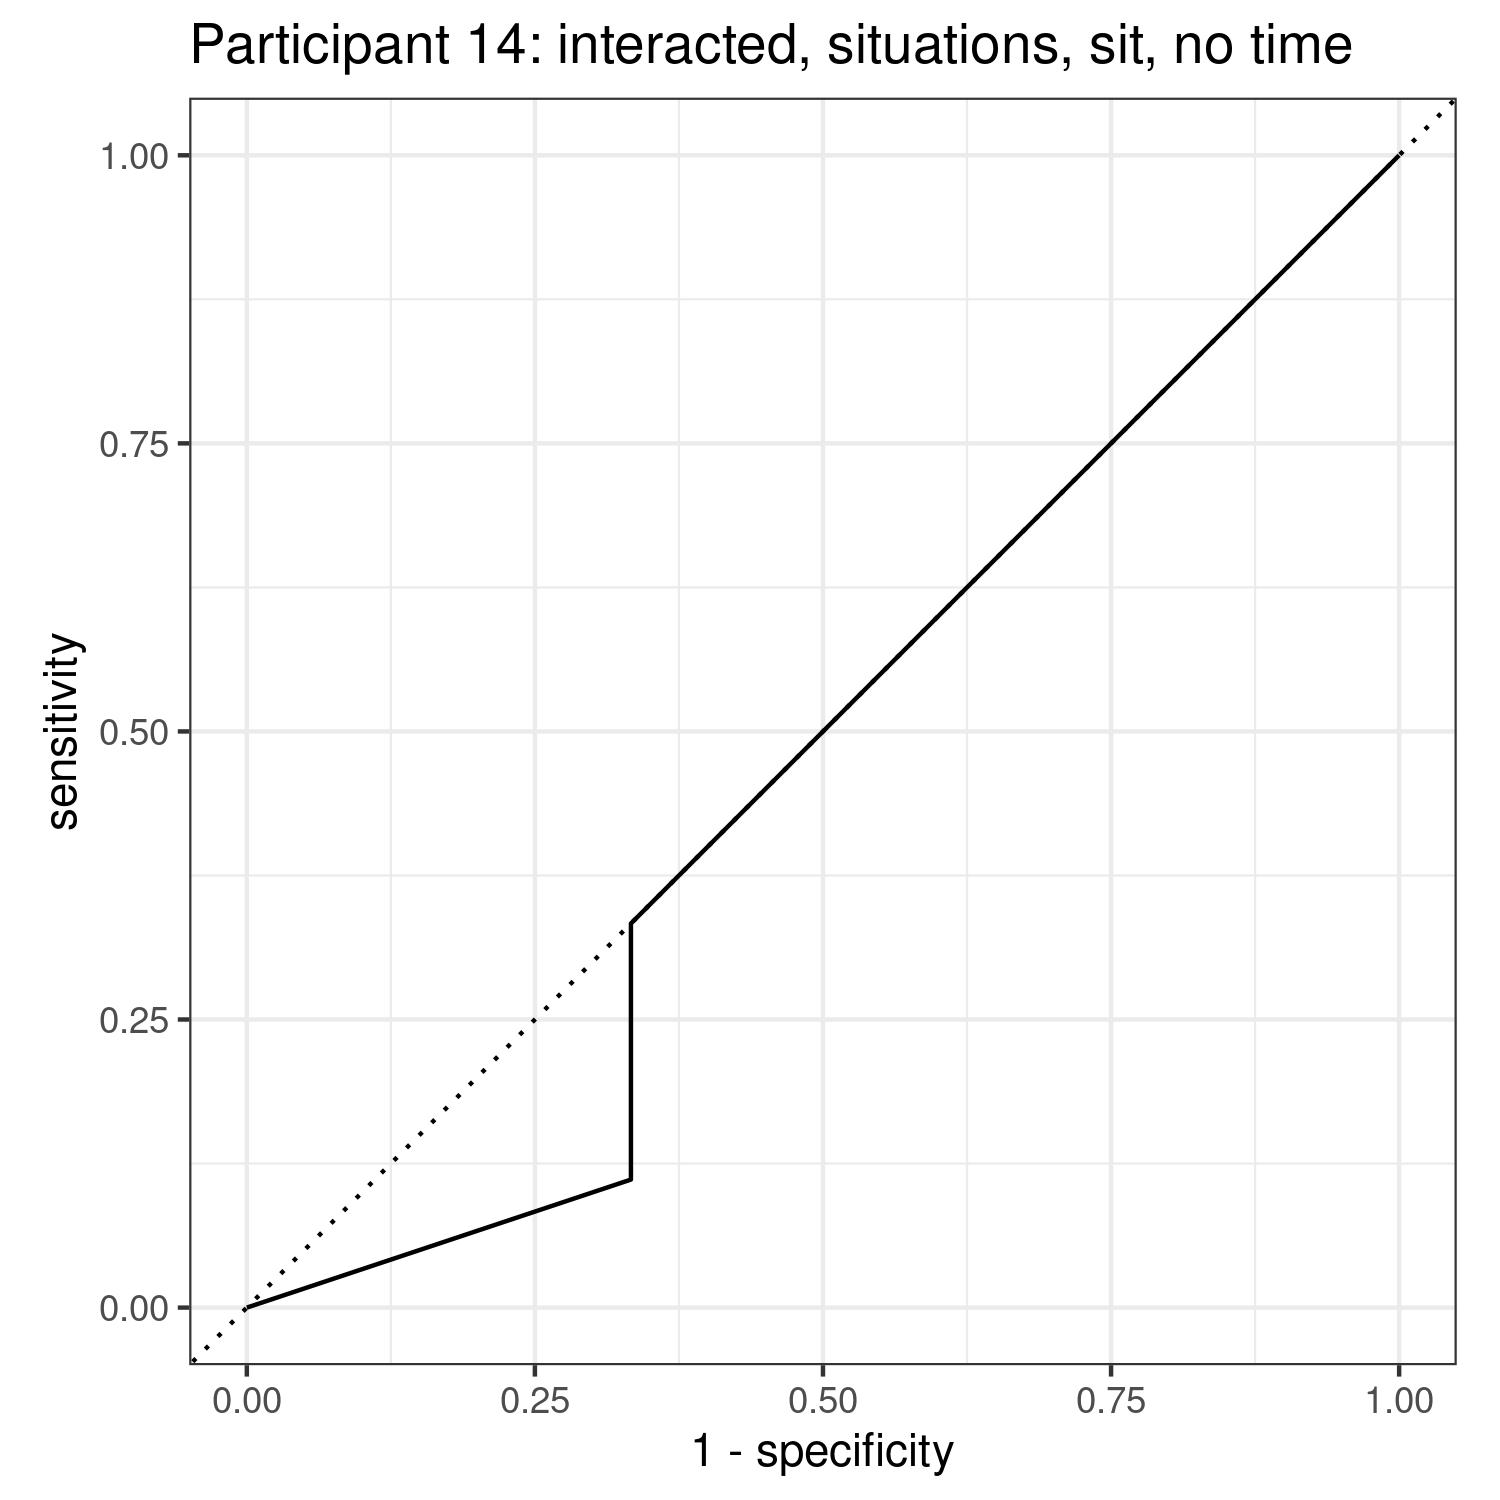 Participant 14: interacted, situations, sit, no time
1.00
0.75
0.50
0.25
0.00
sensitivity
0.00 0.25 0.50 0.75 1.00
1 - specificity